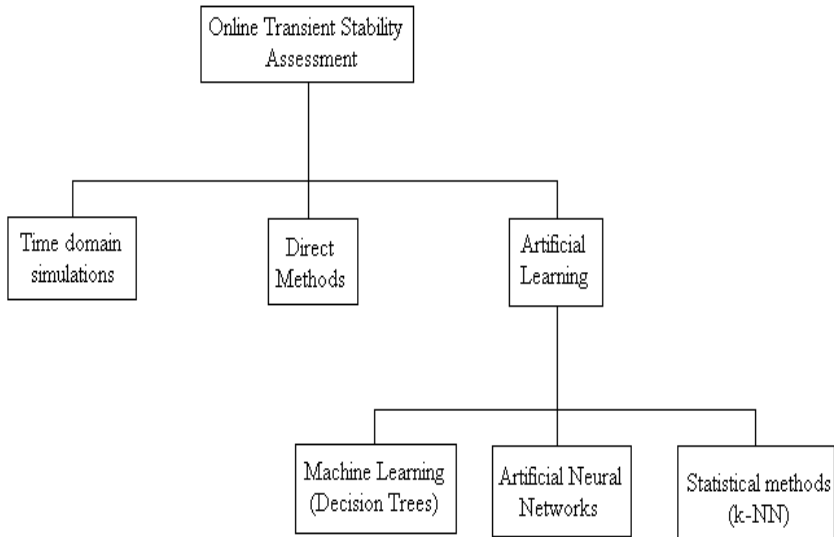 Online Transient Stability
Assessment
Time domain
simulations
Direct
Methods
Artificial
Learning
Machine Learning
(Decision Trees)
Artificial Neural
Networks
Statistical methods
(k-NN)